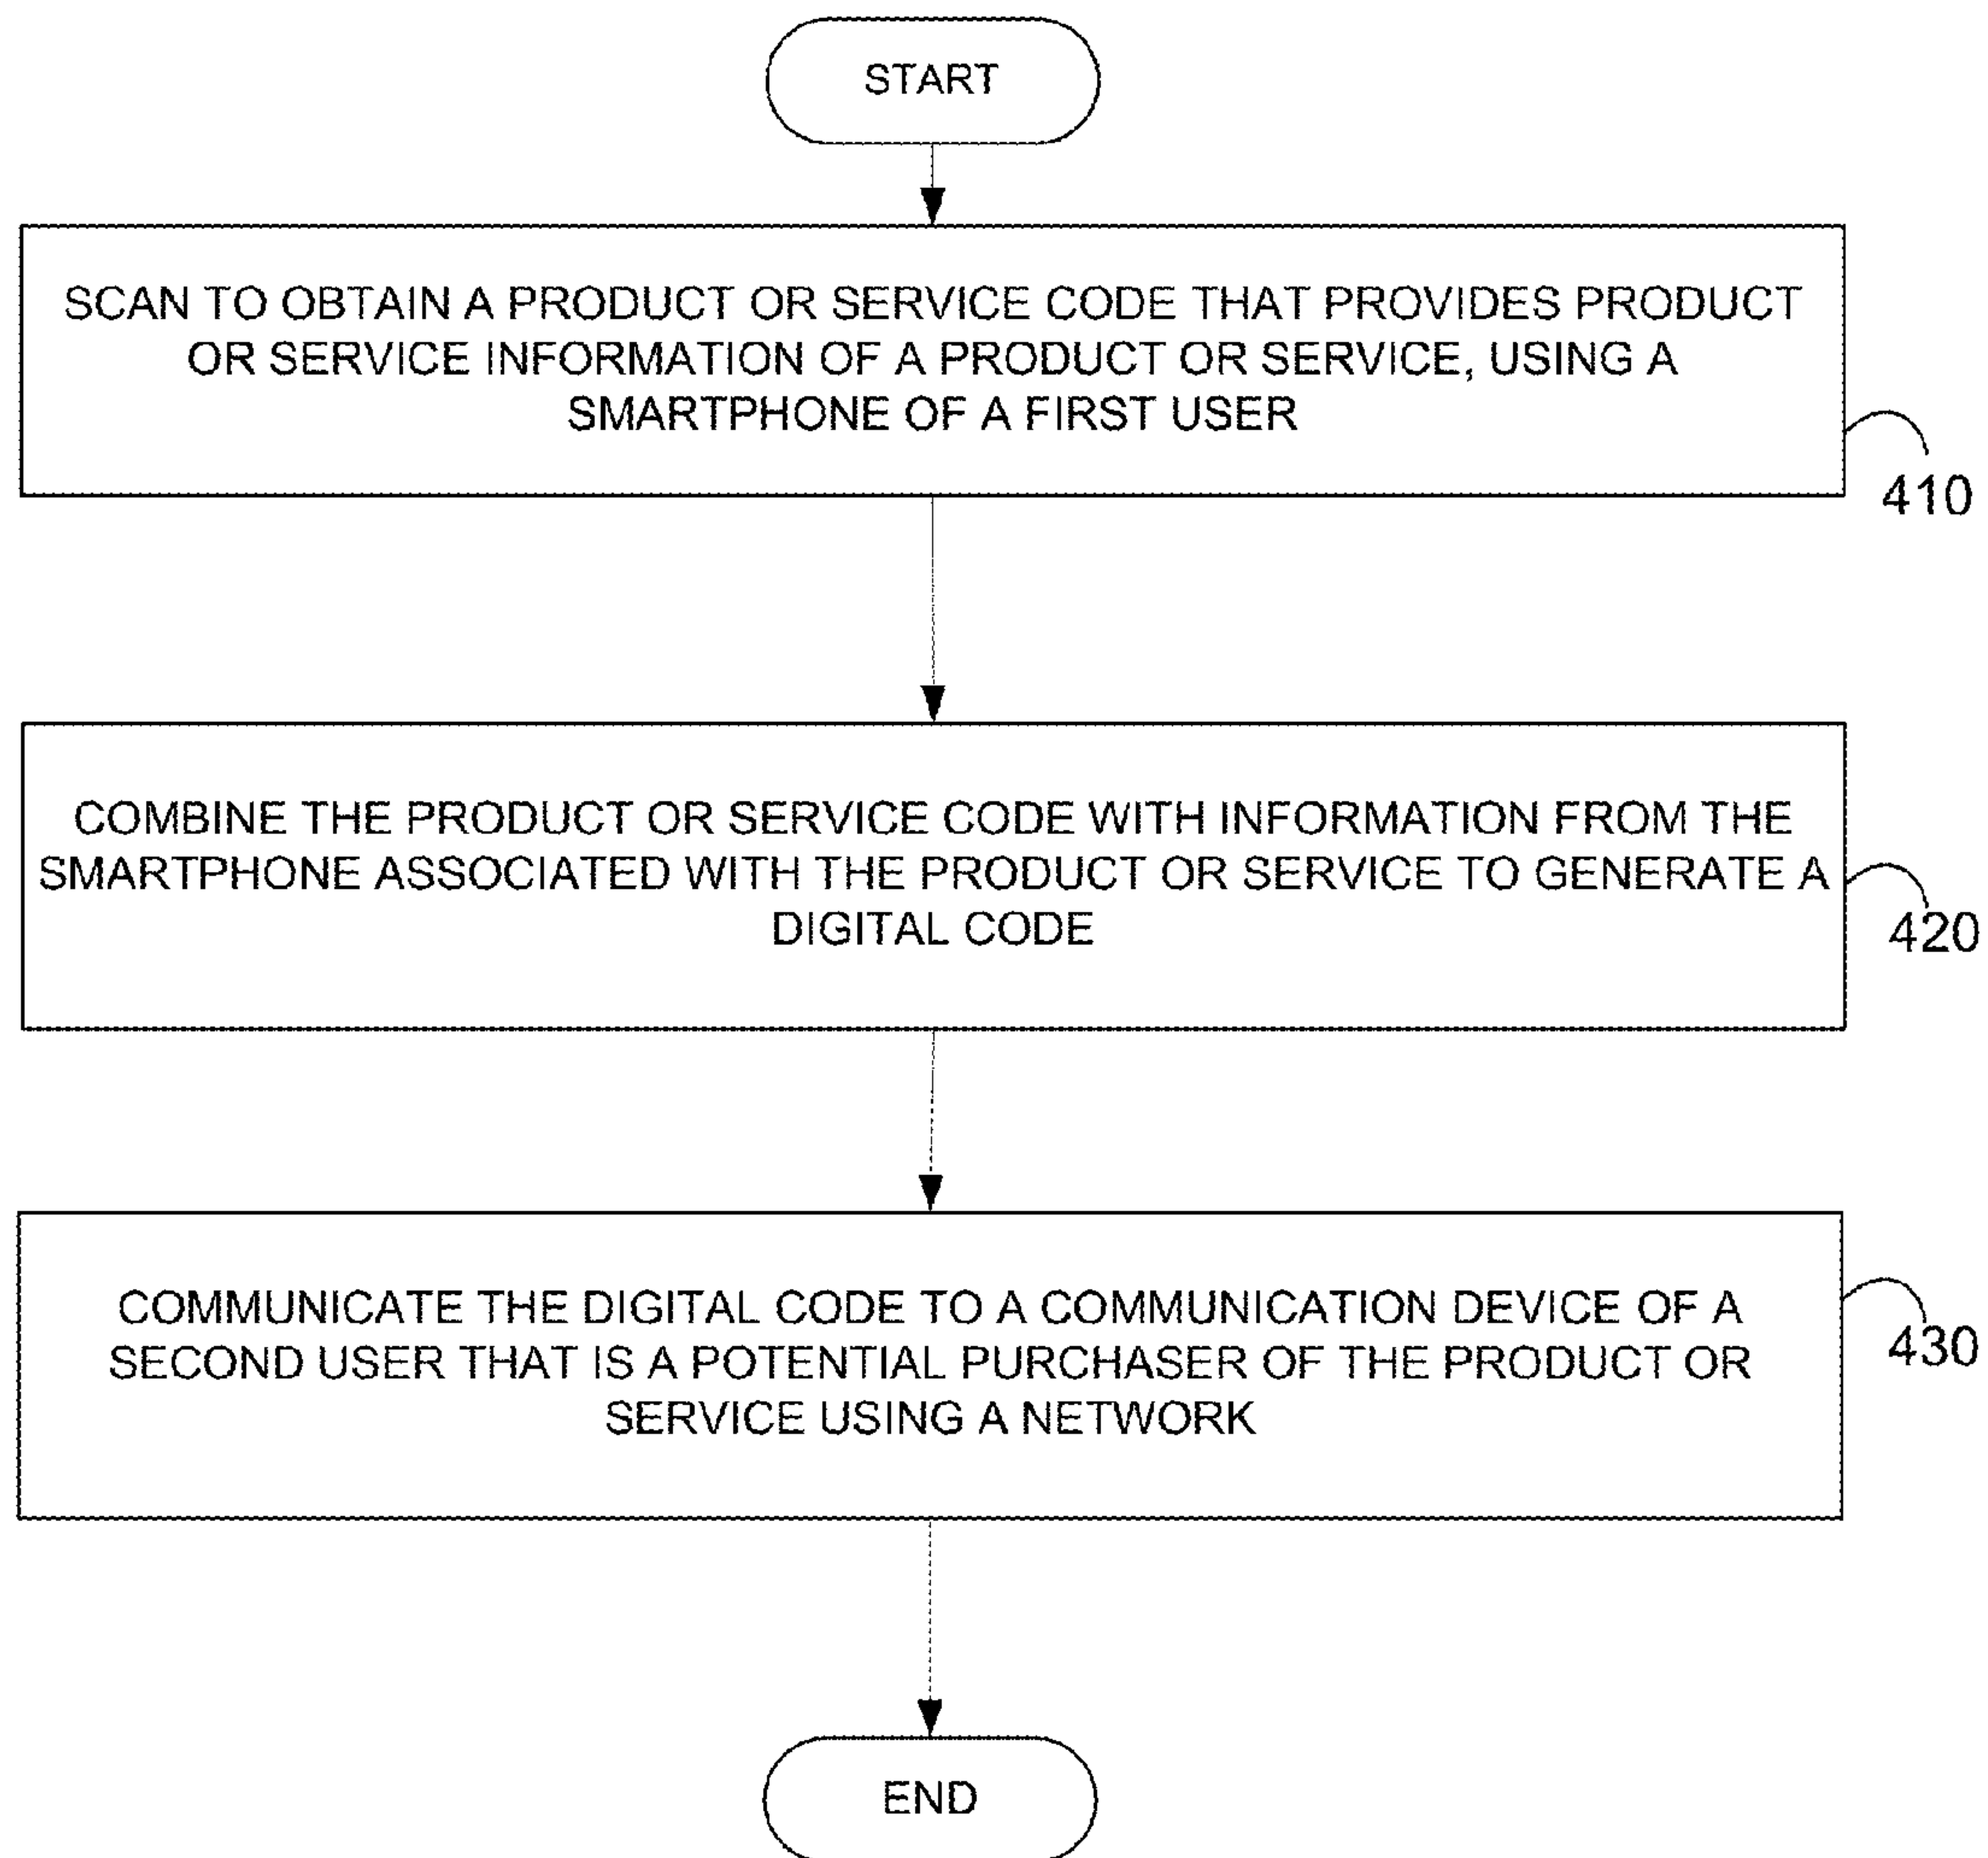 START
SCAN TO OBTAIN A PRODUCT OR SERVICE CODE THAT PROVIDES PRODUCT
OR SERVICE INFORMATION OF A PRODUCT OR SERVICE, USING A
SMARTPHONE OF A FIRST USER
410
COMBINE THE PRODUCT OR SERVICE CODE WITH INFORMATION FROM THE
SMARTPHONE ASSOCIATED WITH THE PRODUCT OR SERVICE TO GENERATE A
DIGITAL CODE
420
COMMUNICATE THE DIGITAL CODE TO A COMMUNICATION DEVICE OF A
SECOND USER THAT IS A POTENTIAL PURCHASER OF THE PRODUCT OR
SERVICE USING A NETWORK
430
END